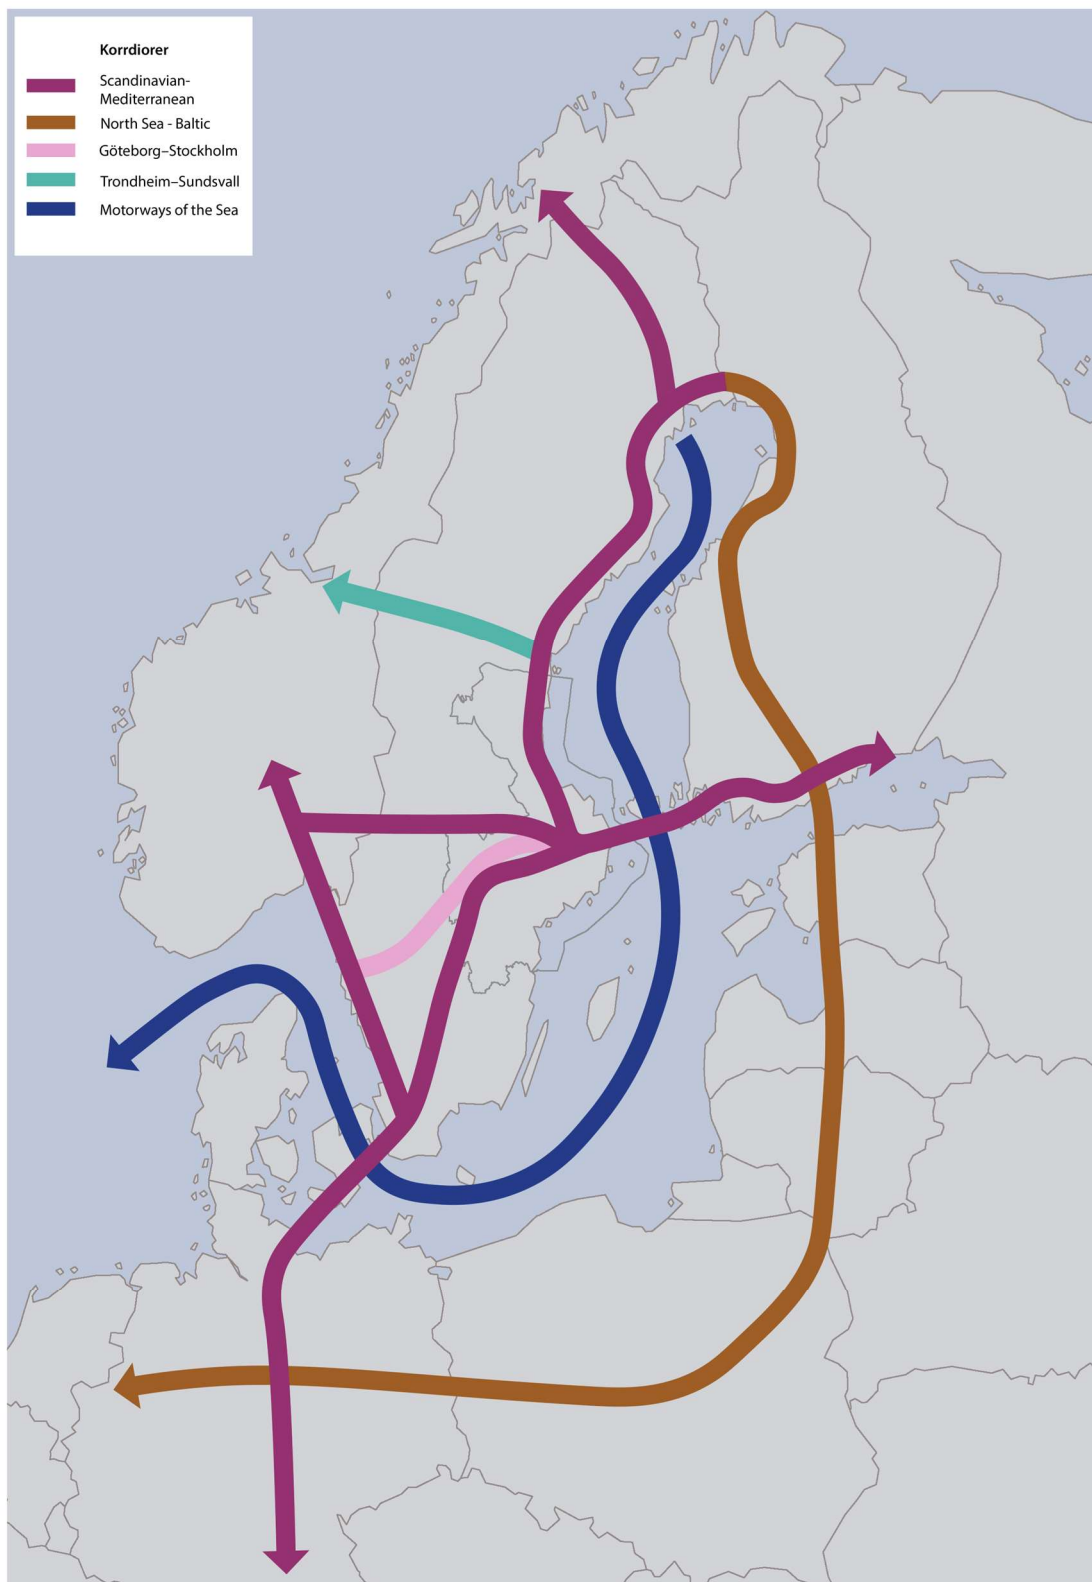 Korrdiorer
Scandinavian-
Mediterranean
North Sea - Baltic
Göteborg–Stockholm
Trondheim–Sundsvall
Motorways of the Sea